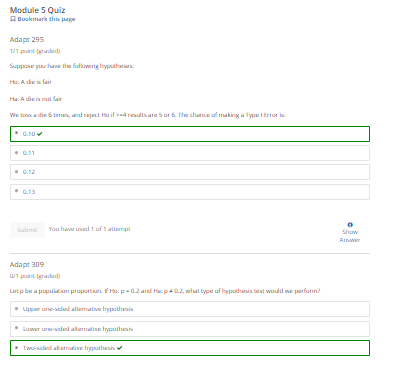 Module 5 Quiz
Bookmark this page
Adapt 295
1/1 point (graded)
Suppose you have the following hypotheses:
Ho: A die is fair
Ha: A die is not fair
We toss a die 6 times, and reject Ho if >=4 results are 5 or 6. The chance of making a Type I Error is:
0.10 ✔
0.11
0.12
0.13
Submit
You have used 1 of 1 attempt
Show
Answer
Adapt 309
0/1 point (graded)
Let p be a population proportion. If Ho: p = 0.2 and Ha: p ≠ 0.2, what type of hypothesis test would we perform?
Upper one-sided alternative hypothesis
Lower one-sided alternative hypothesis
Two-sided alternative hypothesis ✔